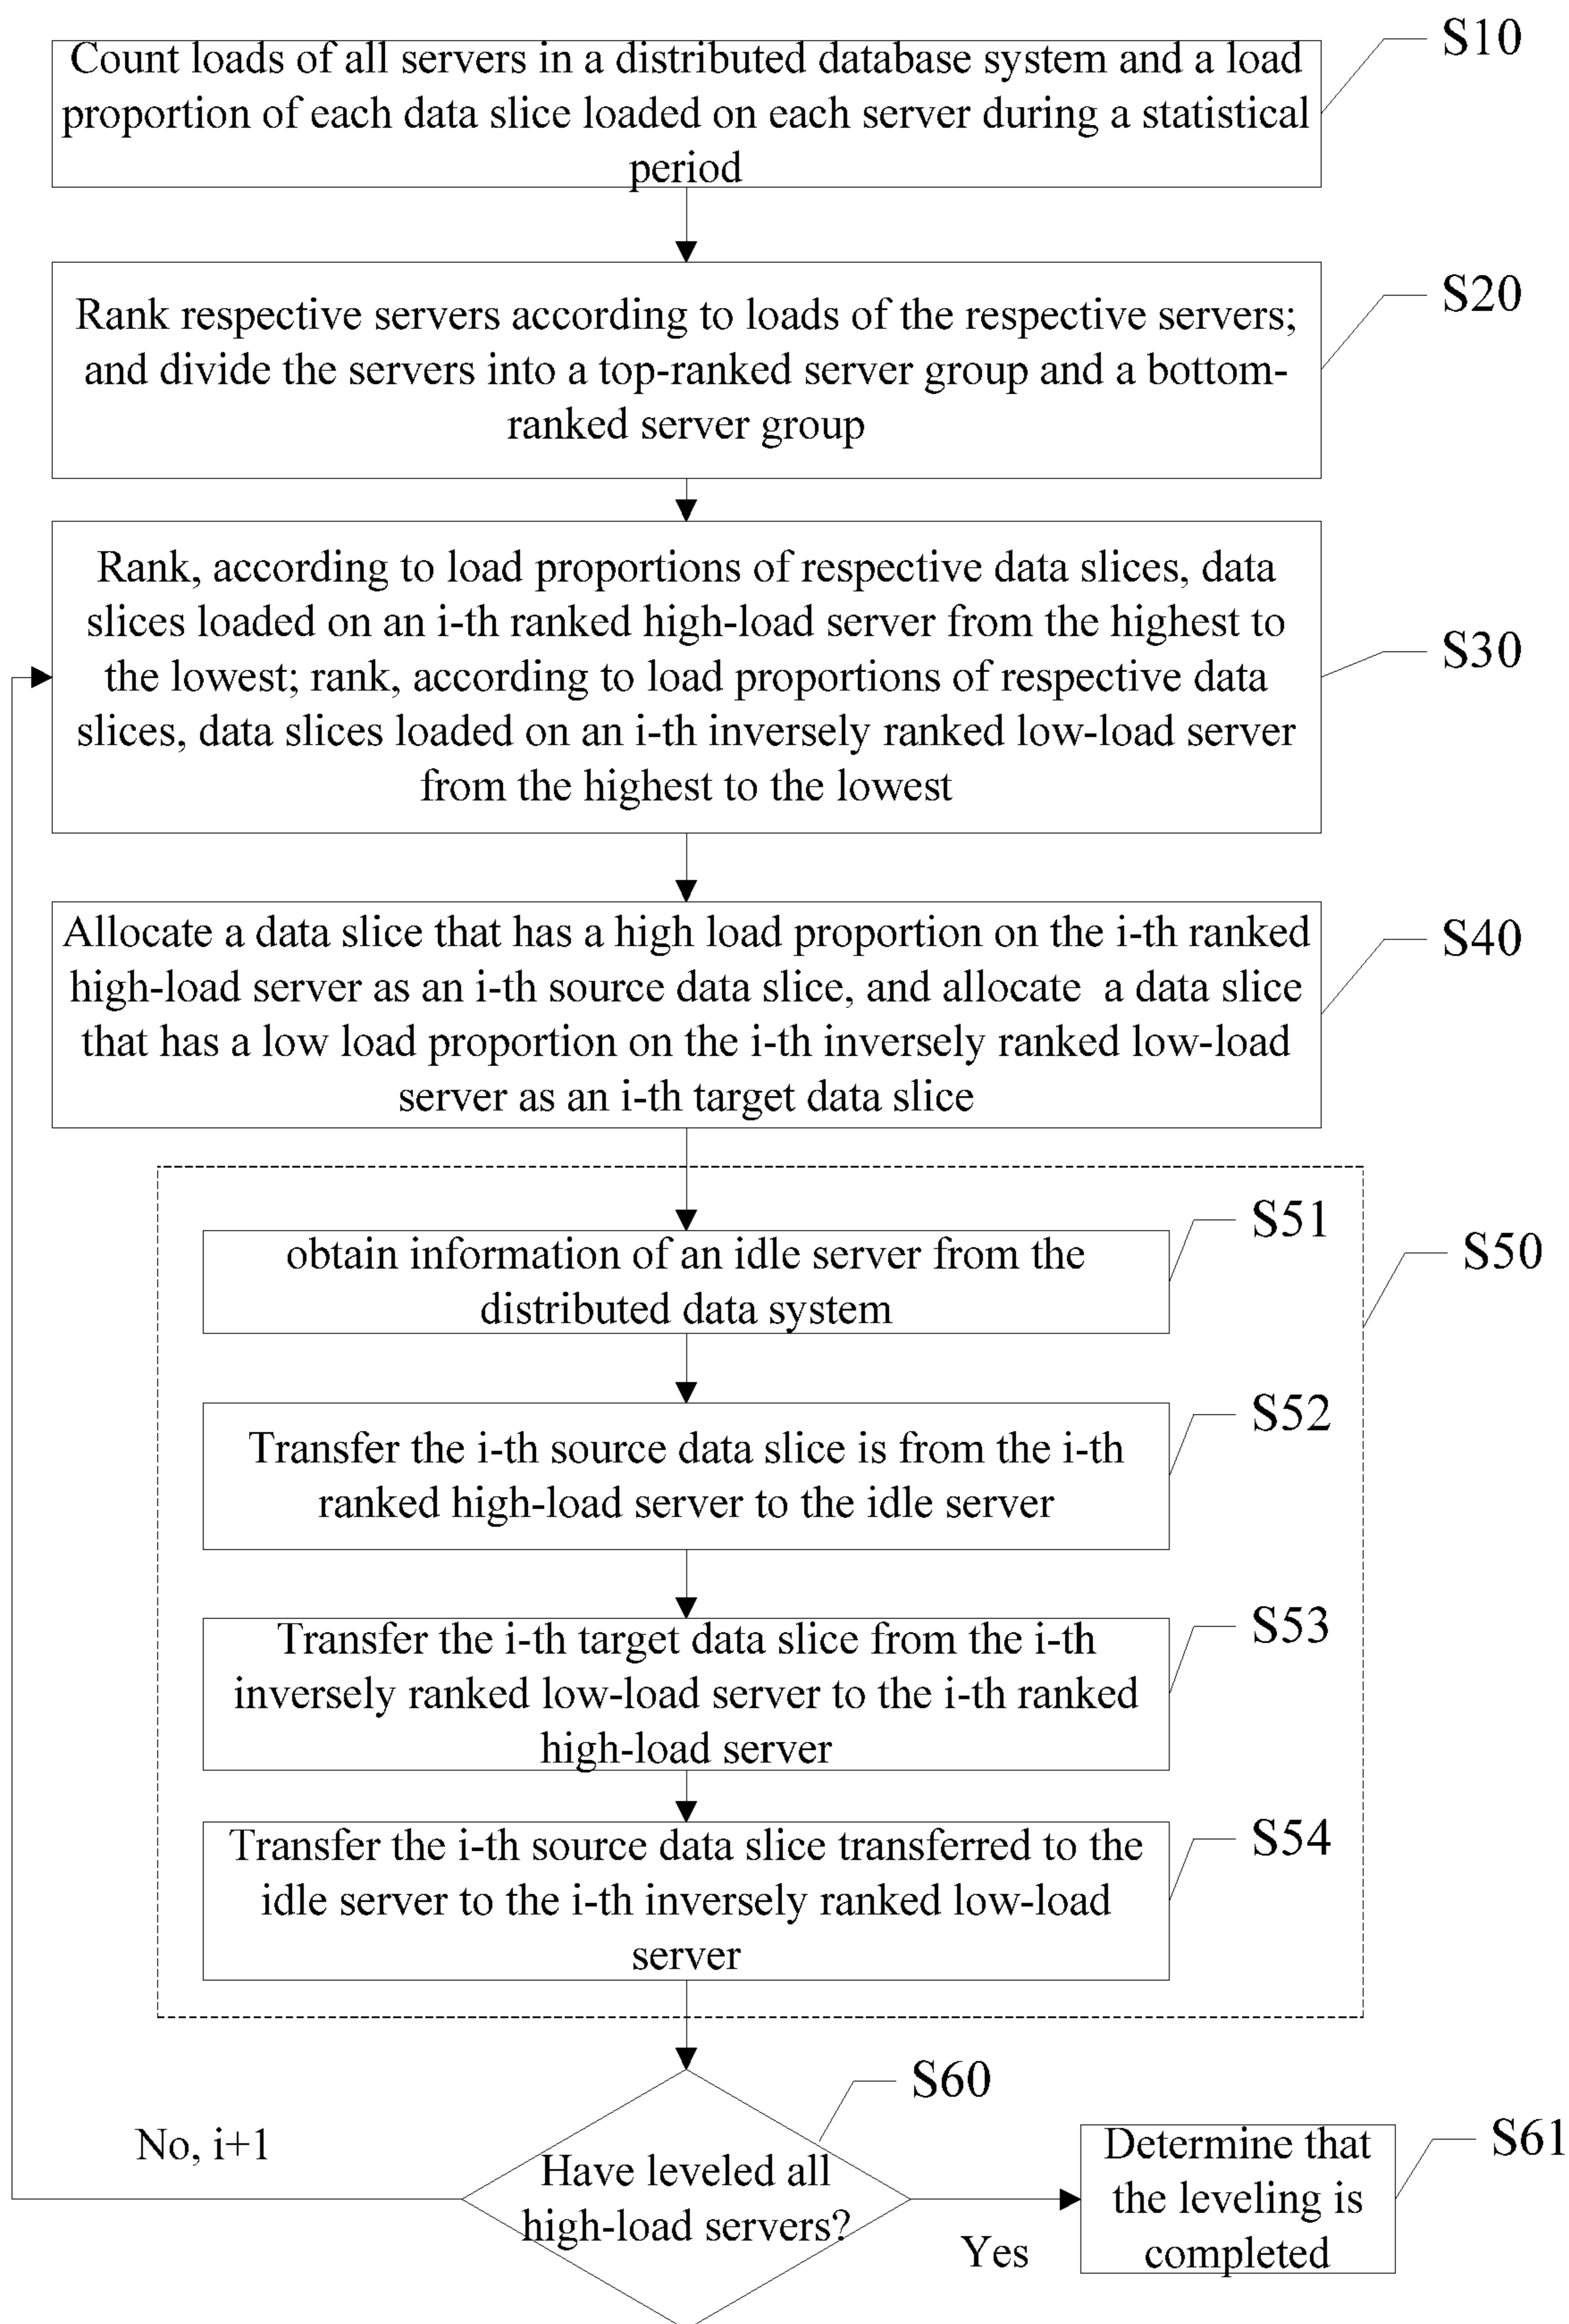 Count loads of all servers in a distributed database system and a load
proportion of each data slice loaded on each server during a statistical
period
S10
Rank respective servers according to loads of the respective servers;
and divide the servers into a top-ranked server group and a bottom-
ranked server group
S20
Rank, according to load proportions of respective data slices, data
slices loaded on an i-th ranked high-load server from the highest to
the lowest; rank, according to load proportions of respective data
slices, data slices loaded on an i-th inversely ranked low-load server
from the highest to the lowest
S30
Allocate a data slice that has a high load proportion on the i-th ranked
high-load server as an i-th source data slice, and allocate a data slice
that has a low load proportion on the i-th inversely ranked low-load
server as an i-th target data slice
S40
obtain information of an idle server from the
distributed data system
S51
S50
Transfer the i-th source data slice is from the i-th
ranked high-load server to the idle server
S52
Transfer the i-th target data slice from the i-th
inversely ranked low-load server to the i-th ranked
high-load server
S53
Transfer the i-th source data slice transferred to the
idle server to the i-th inversely ranked low-load
server
S54
Have leveled all
high-load servers?
S60
No, i+1
Yes
Determine that
the leveling is
completed
S61